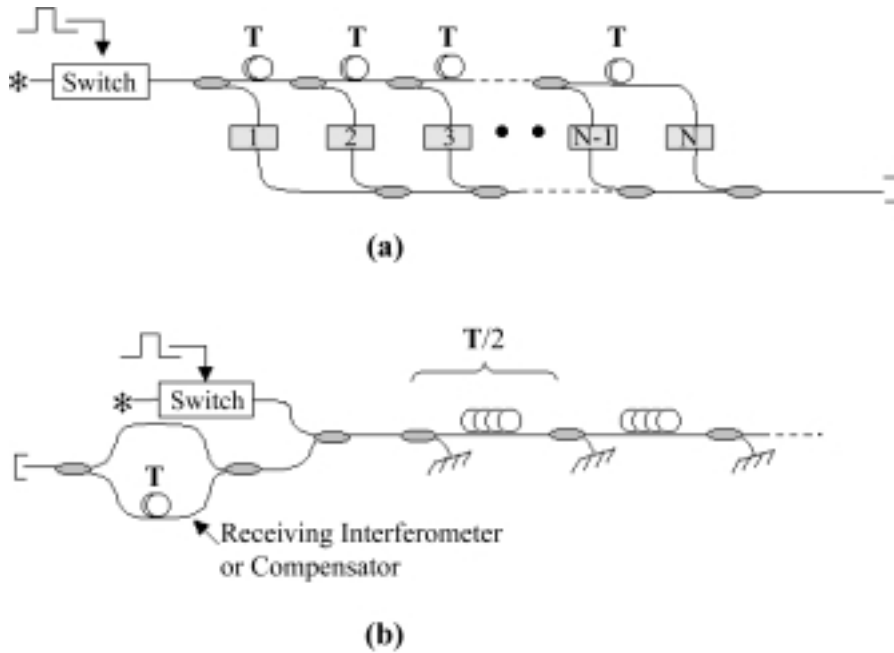 T T T T
Switch
1 2 3 N-1 N
(a)
T/2
Switch
T
Receiving Interferometer
or Compensator
(b)